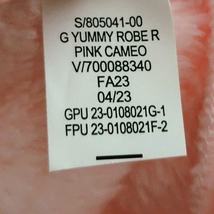 S/805041-00
G YUMMY ROBE R
PINK CAMEO
V/700088340
FA23
04/23
GPU 23-0108021G-1
FPU 23-0108021F-2